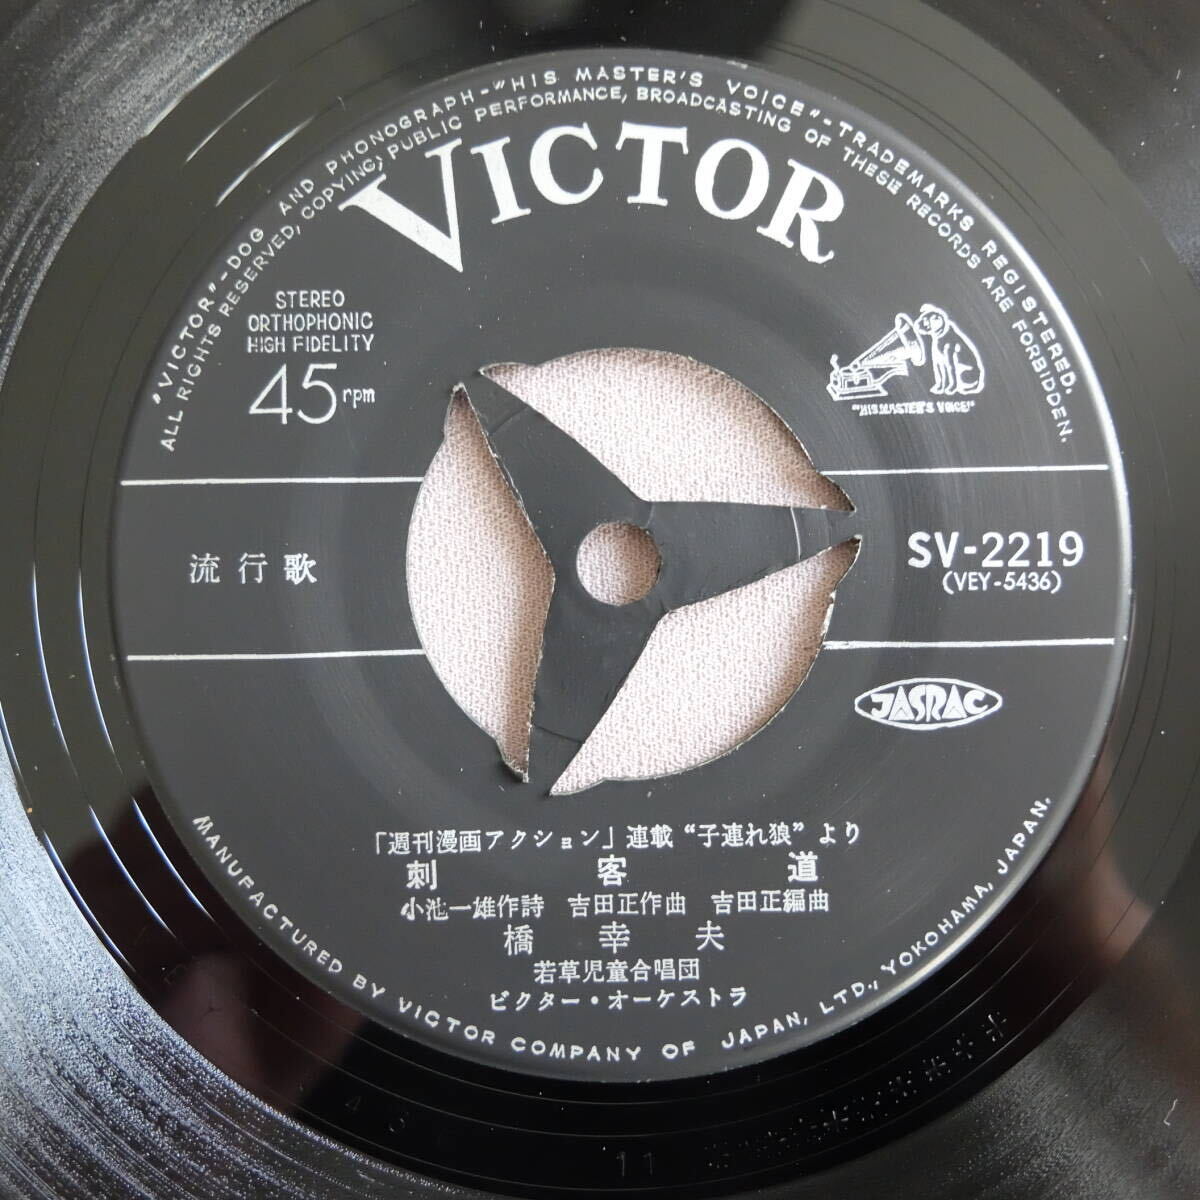 "VICTOR"-DOG AND PHONOGRAPH-"HIS MASTER'S VOICE"-TRADEMARKS REGISTERED.
ALL RIGHTS RESERVED, COPYING, PUBLIC PERFORMANCE, BROADCASTING OF THESE RECORDS ARE FORBIDDEN.
VICTOR
STEREO
ORTHOPHONIC
HIGH FIDELITY
45 rpm
"HIS MASTER'S VOICE"
流行歌
SV-2219
(VEY-5436)
JASRAC
「週刊漫画アクション」連載“子連れ狼”より
刺客道
小池一雄作詩 吉田正作曲 吉田正編曲
橋幸夫
若草児童合唱団
ビクター・オーケストラ
MANUFACTURED BY VICTOR COMPANY OF JAPAN, LTD., YOKOHAMA, JAPAN.
11